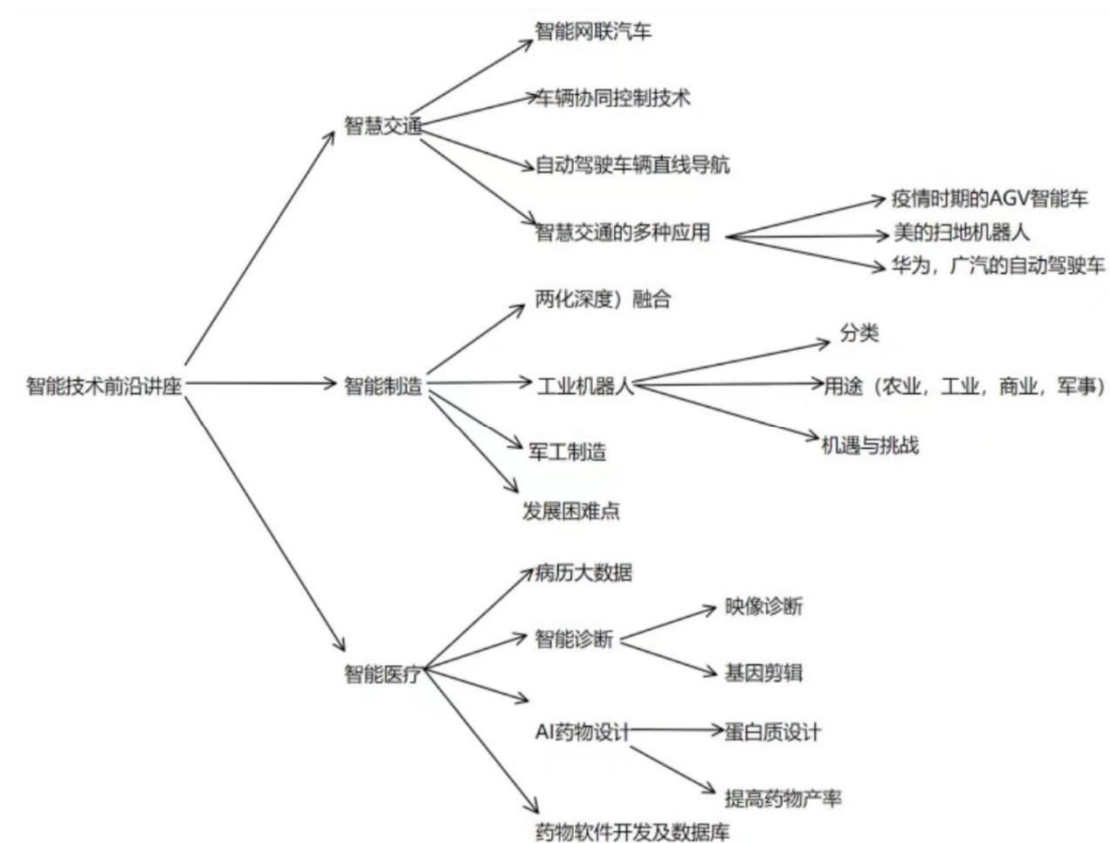 智能网联汽车
车辆协同控制技术
智慧交通
自动驾驶车辆直线导航
疫情时期的AGV智能车
智慧交通的多种应用
美的扫地机器人
华为，广汽的自动驾驶车
两化深度）融合
分类
智能技术前沿讲座
智能制造
工业机器人
用途（农业，工业，商业，军事）
机遇与挑战
军工制造
发展困难点
病历大数据
映像诊断
智能诊断
智能医疗
基因剪辑
AI药物设计
蛋白质设计
提高药物产率
药物软件开发及数据库